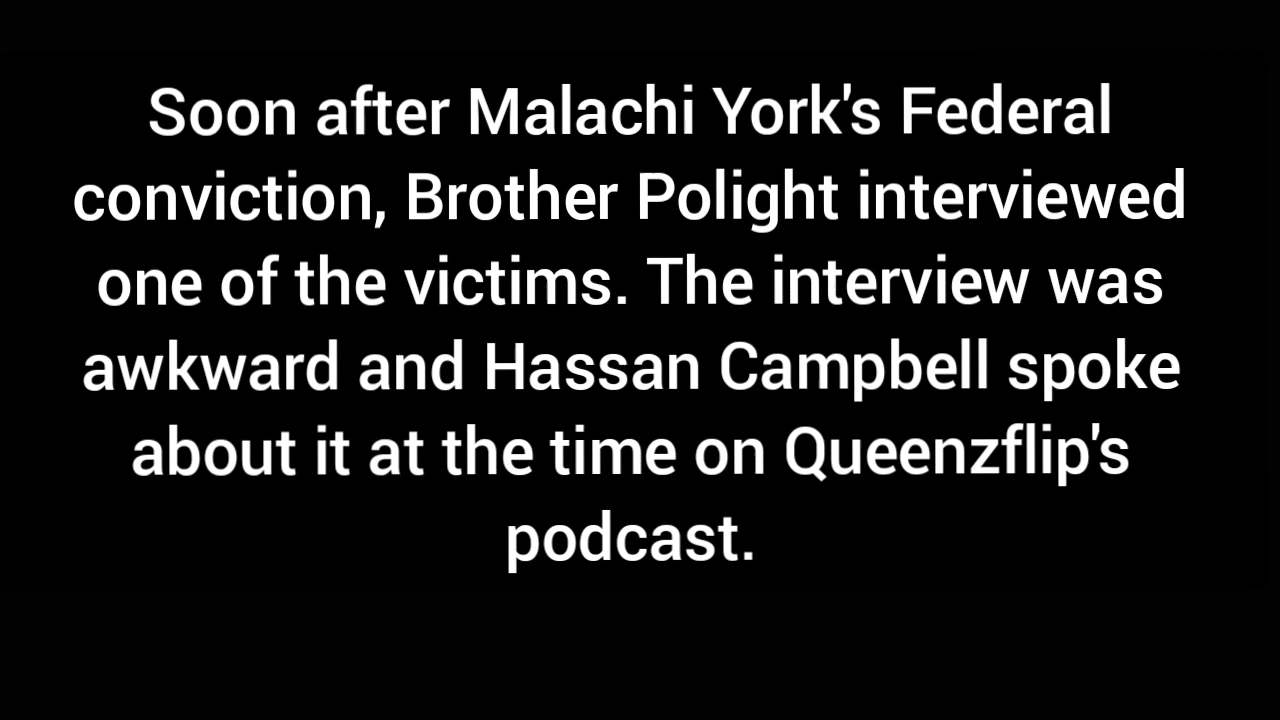 Soon after Malachi York's Federal
conviction, Brother Polight interviewed
one of the victims. The interview was
awkward and Hassan Campbell spoke
about it at the time on Queenzflip's
podcast.